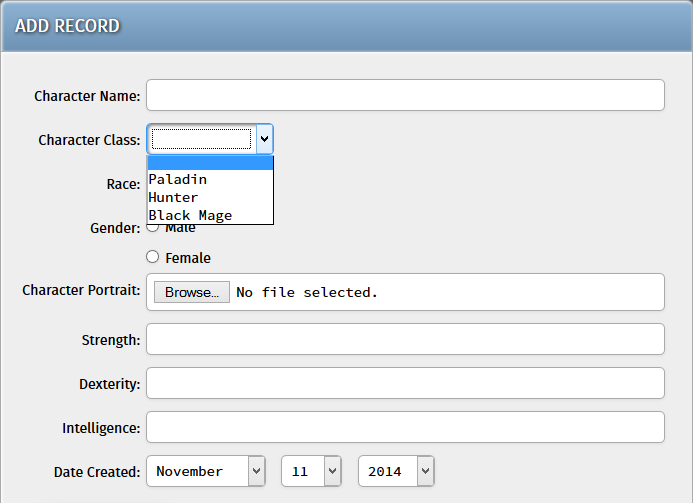 ADD RECORD
Character Name:
Character Class:
Paladin
Race:
Hunter
Black Mage
Gender:
Male
Female
Character Portrait: Browse... No file selected.
Strength:
Dexterity:
Intelligence:
Date Created: November 11 2014